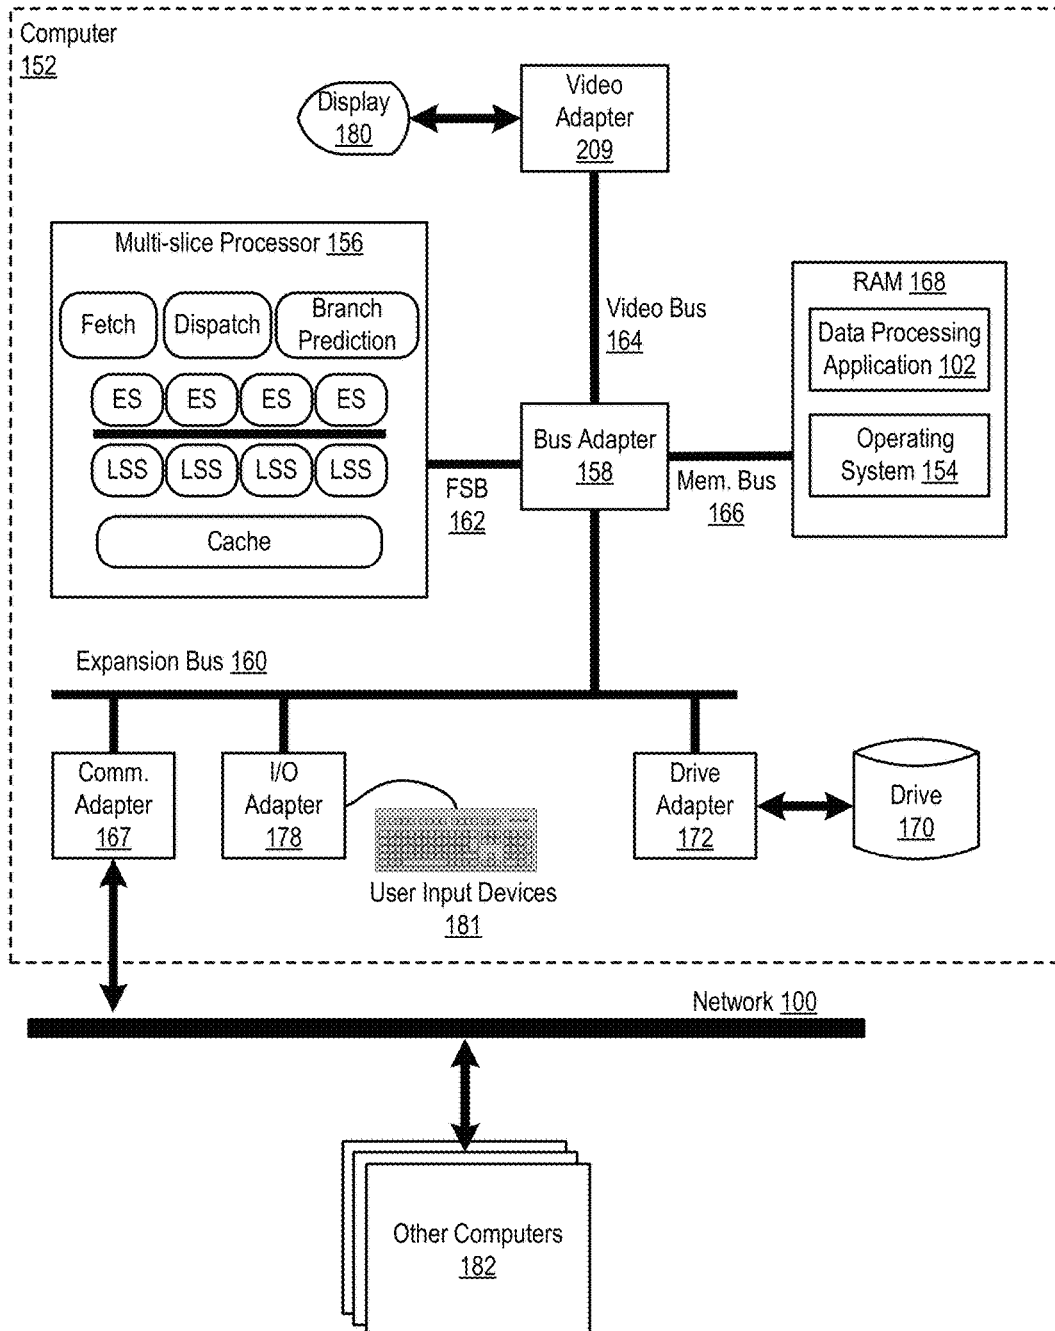 Computer
152
Display
180
Video
Adapter
209
Multi-slice Processor 156
Fetch
Dispatch
Branch
Prediction
ES ES ES ES
LSS LSS LSS LSS
Cache
Video Bus
164
RAM 168
Data Processing
Application 102
Operating
System 154
Bus Adapter
158
FSB
162
Mem. Bus
166
Expansion Bus 160
Comm.
Adapter
167
I/O
Adapter
178
User Input Devices
181
Drive
Adapter
172
Drive
170
Network 100
Other Computers
182